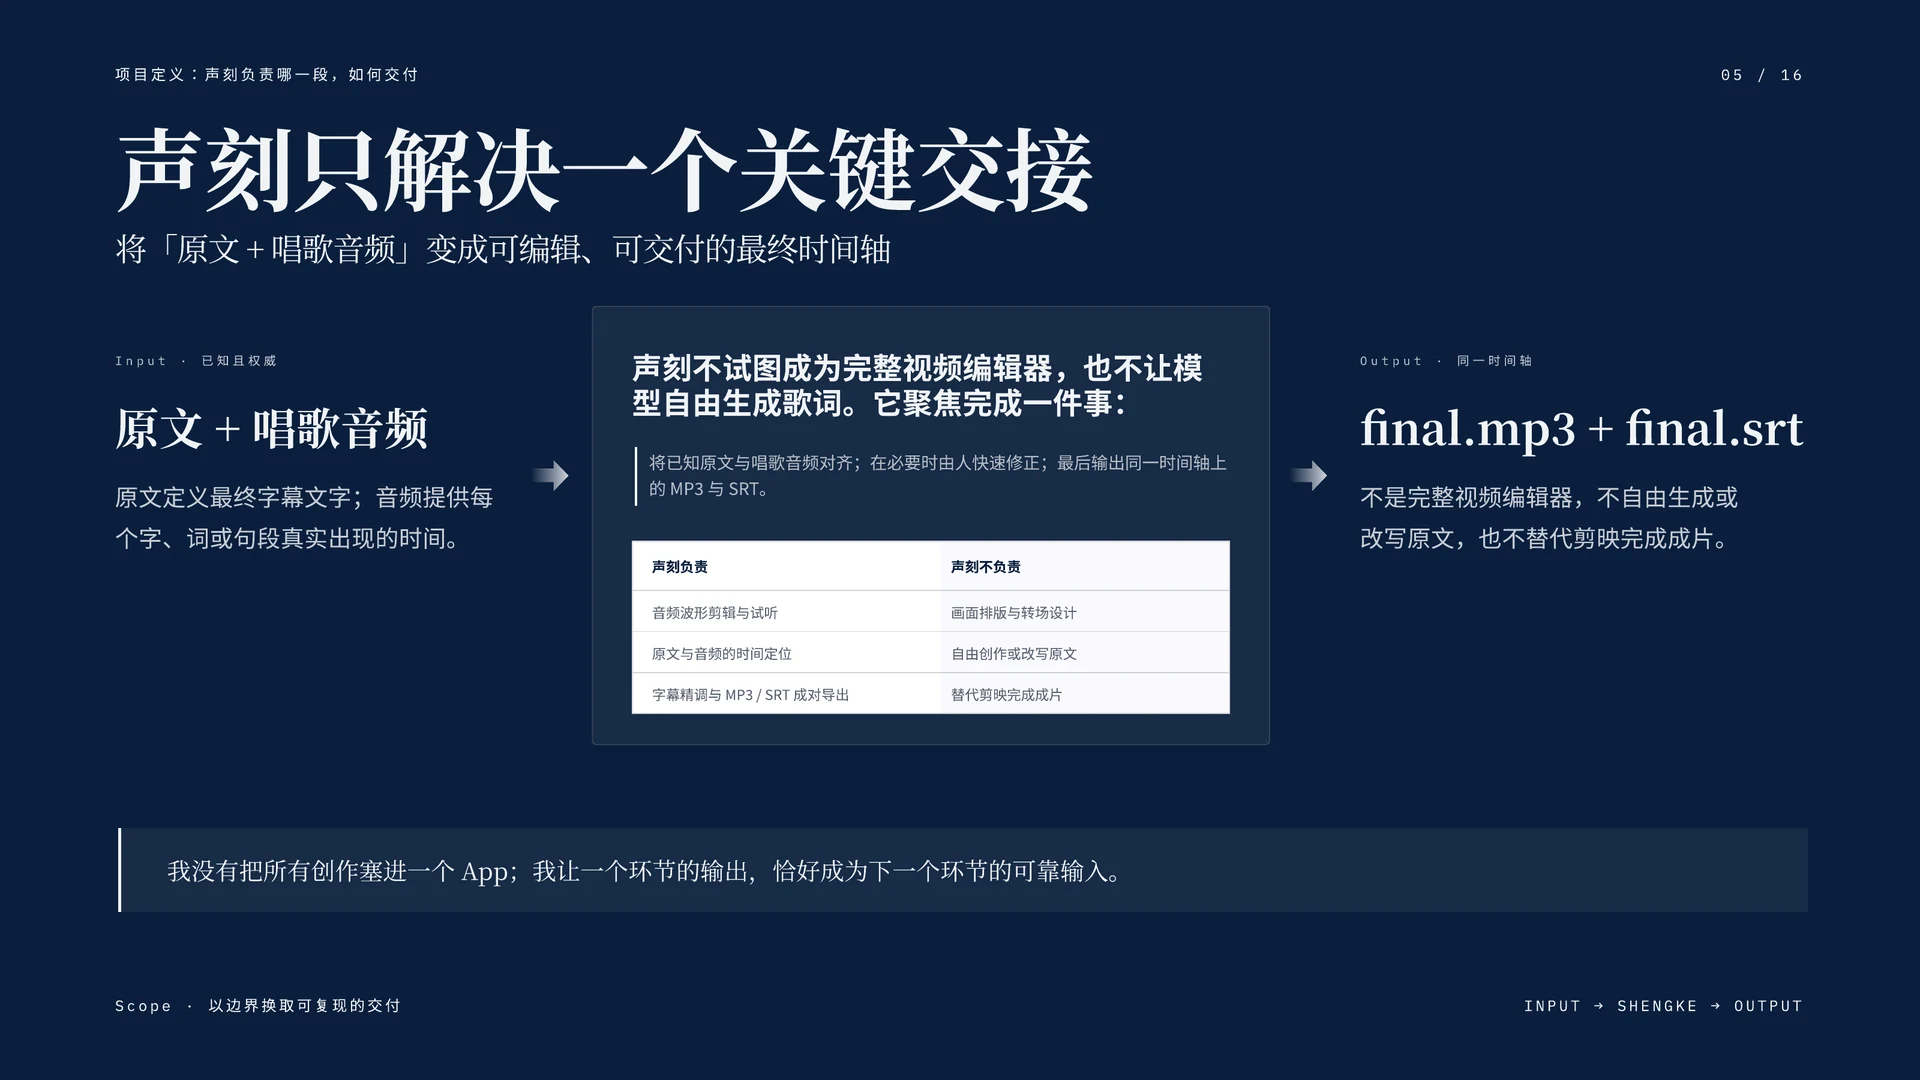 项目定义：声刻负责哪一段，如何交付
05 / 16
声刻只解决一个关键交接
将「原文 + 唱歌音频」变成可编辑、可交付的最终时间轴
Input · 已知且权威
原文 + 唱歌音频
原文定义最终字幕文字；音频提供每
个字、词或句段真实出现的时间。
声刻不试图成为完整视频编辑器，也不让模
型自由生成歌词。它聚焦完成一件事：
将已知原文与唱歌音频对齐；在必要时由人快速修正；最后输出同一时间轴上
的 MP3 与 SRT。
声刻负责 声刻不负责
音频波形剪辑与试听 画面排版与转场设计
原文与音频的时间定位 自由创作或改写原文
字幕精调与 MP3 / SRT 成对导出 替代剪映完成成片
Output · 同一时间轴
final.mp3 + final.srt
不是完整视频编辑器，不自由生成或
改写原文，也不替代剪映完成成片。
我没有把所有创作塞进一个 App；我让一个环节的输出，恰好成为下一个环节的可靠输入。
Scope · 以边界换取可复现的交付
INPUT → SHENGKE → OUTPUT